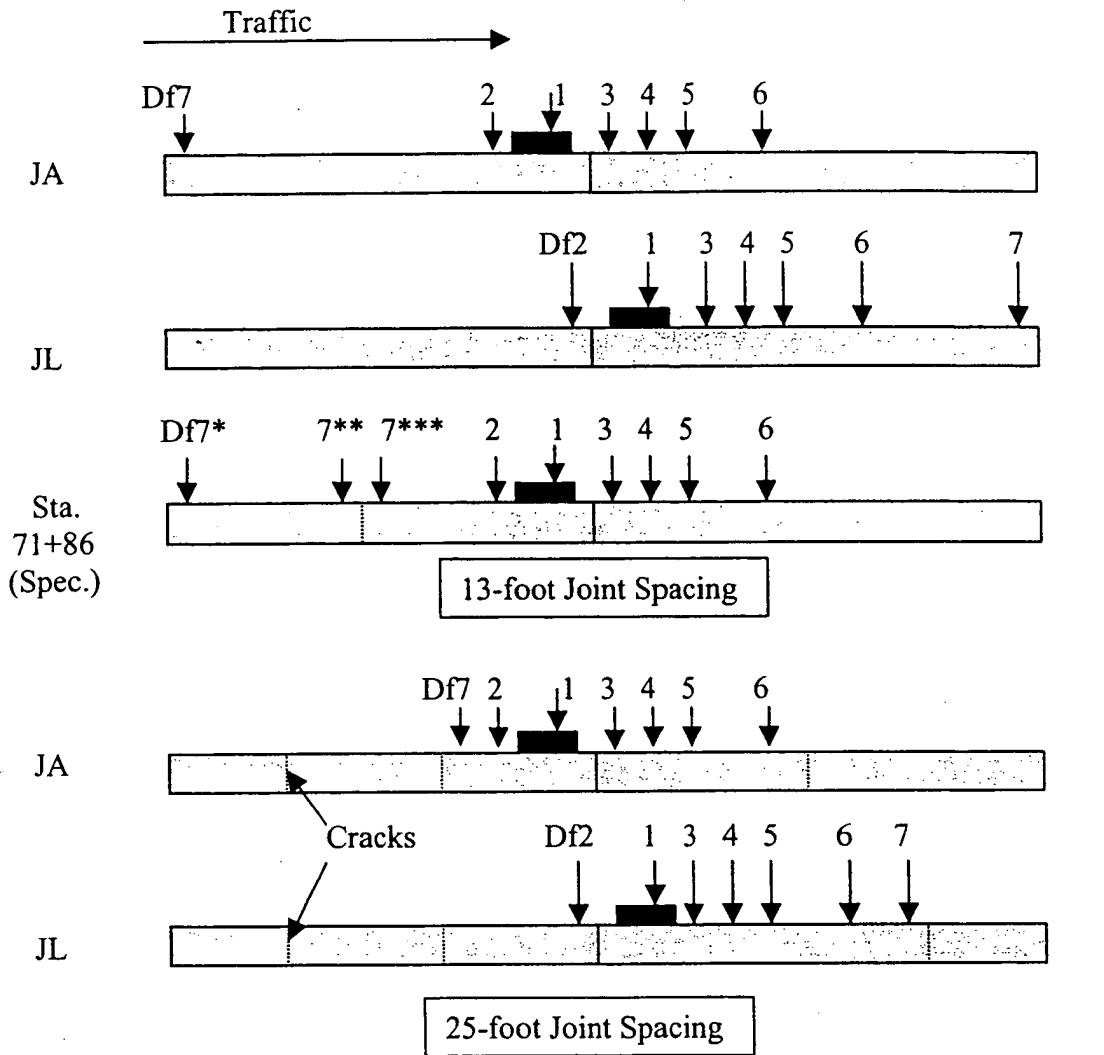 Traffic
Df7 2 1 3 4 5 6
JA
Df2 1 3 4 5 6 7
JL
Df7* 7** 7*** 2 1 3 4 5 6
Sta.
71+86
(Spec.)
13-foot Joint Spacing
Df7 2 1 3 4 5 6
JA
Cracks
Df2 1 3 4 5 6 7
JL
25-foot Joint Spacing